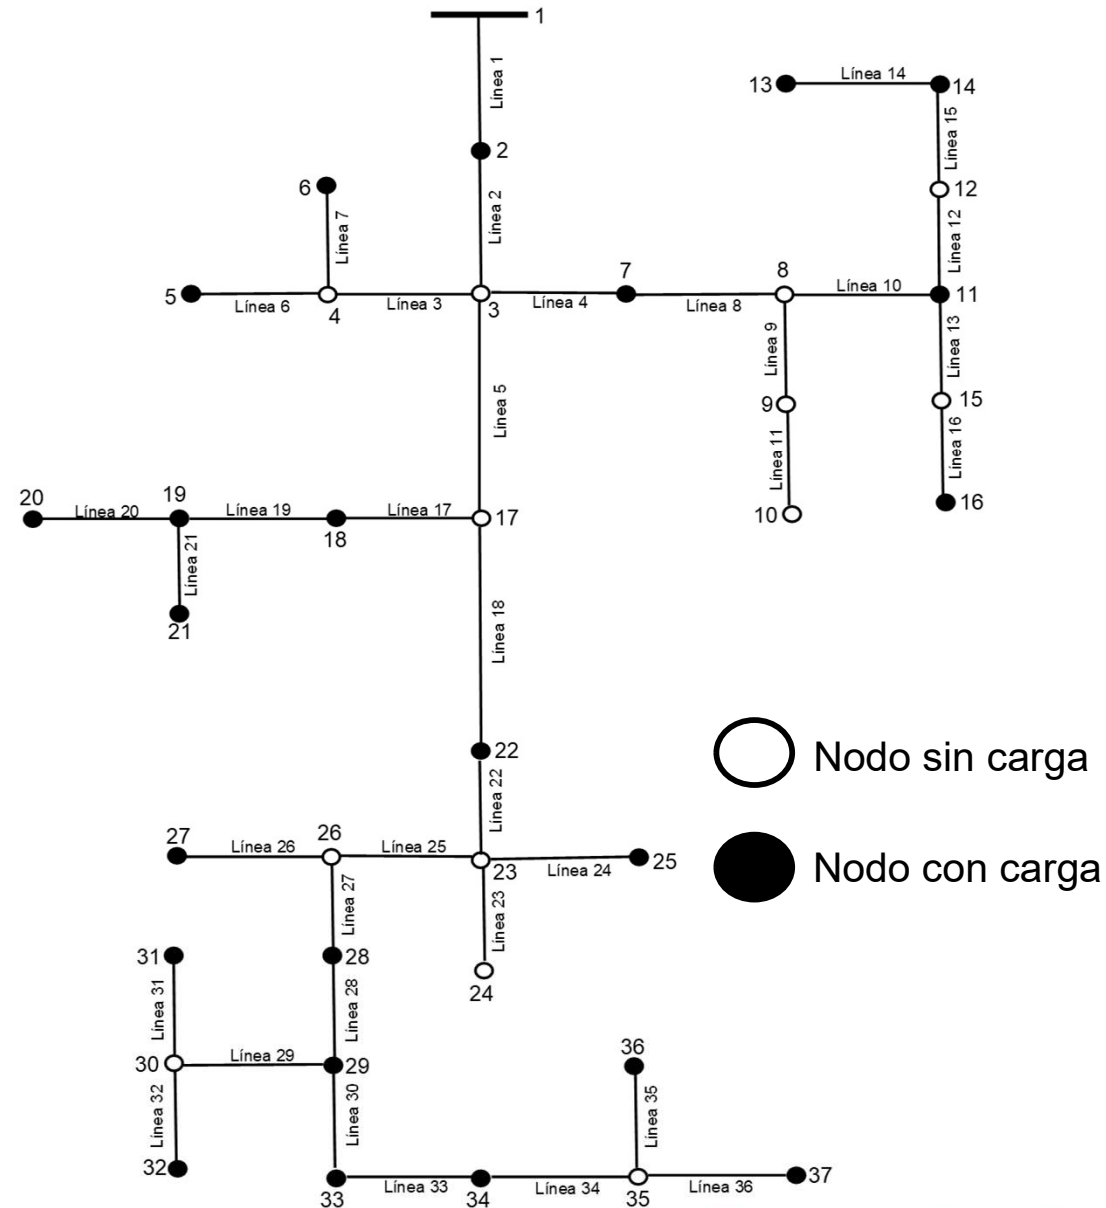 1
Línea 1
13
Línea 14
14
Línea 15
2
6
12
Línea 7
Línea 2
Línea 12
5
Línea 6
4
Línea 3
3
Línea 4
7
Línea 8
8
Línea 10
11
Línea 9
Línea 13
9
15
Línea 5
Línea 11
Línea 16
10
16
20
Línea 20
19
Línea 19
18
Línea 17
17
Línea 21
21
Línea 18
22
Nodo sin carga
Línea 22
27
Línea 26
26
Línea 25
23
Línea 24
25
Nodo con carga
Línea 27
Línea 23
31
28
24
Línea 31
Línea 28
30
Línea 29
29
36
Línea 32
Línea 30
Línea 35
32
33
Línea 33
34
Línea 34
35
Línea 36
37